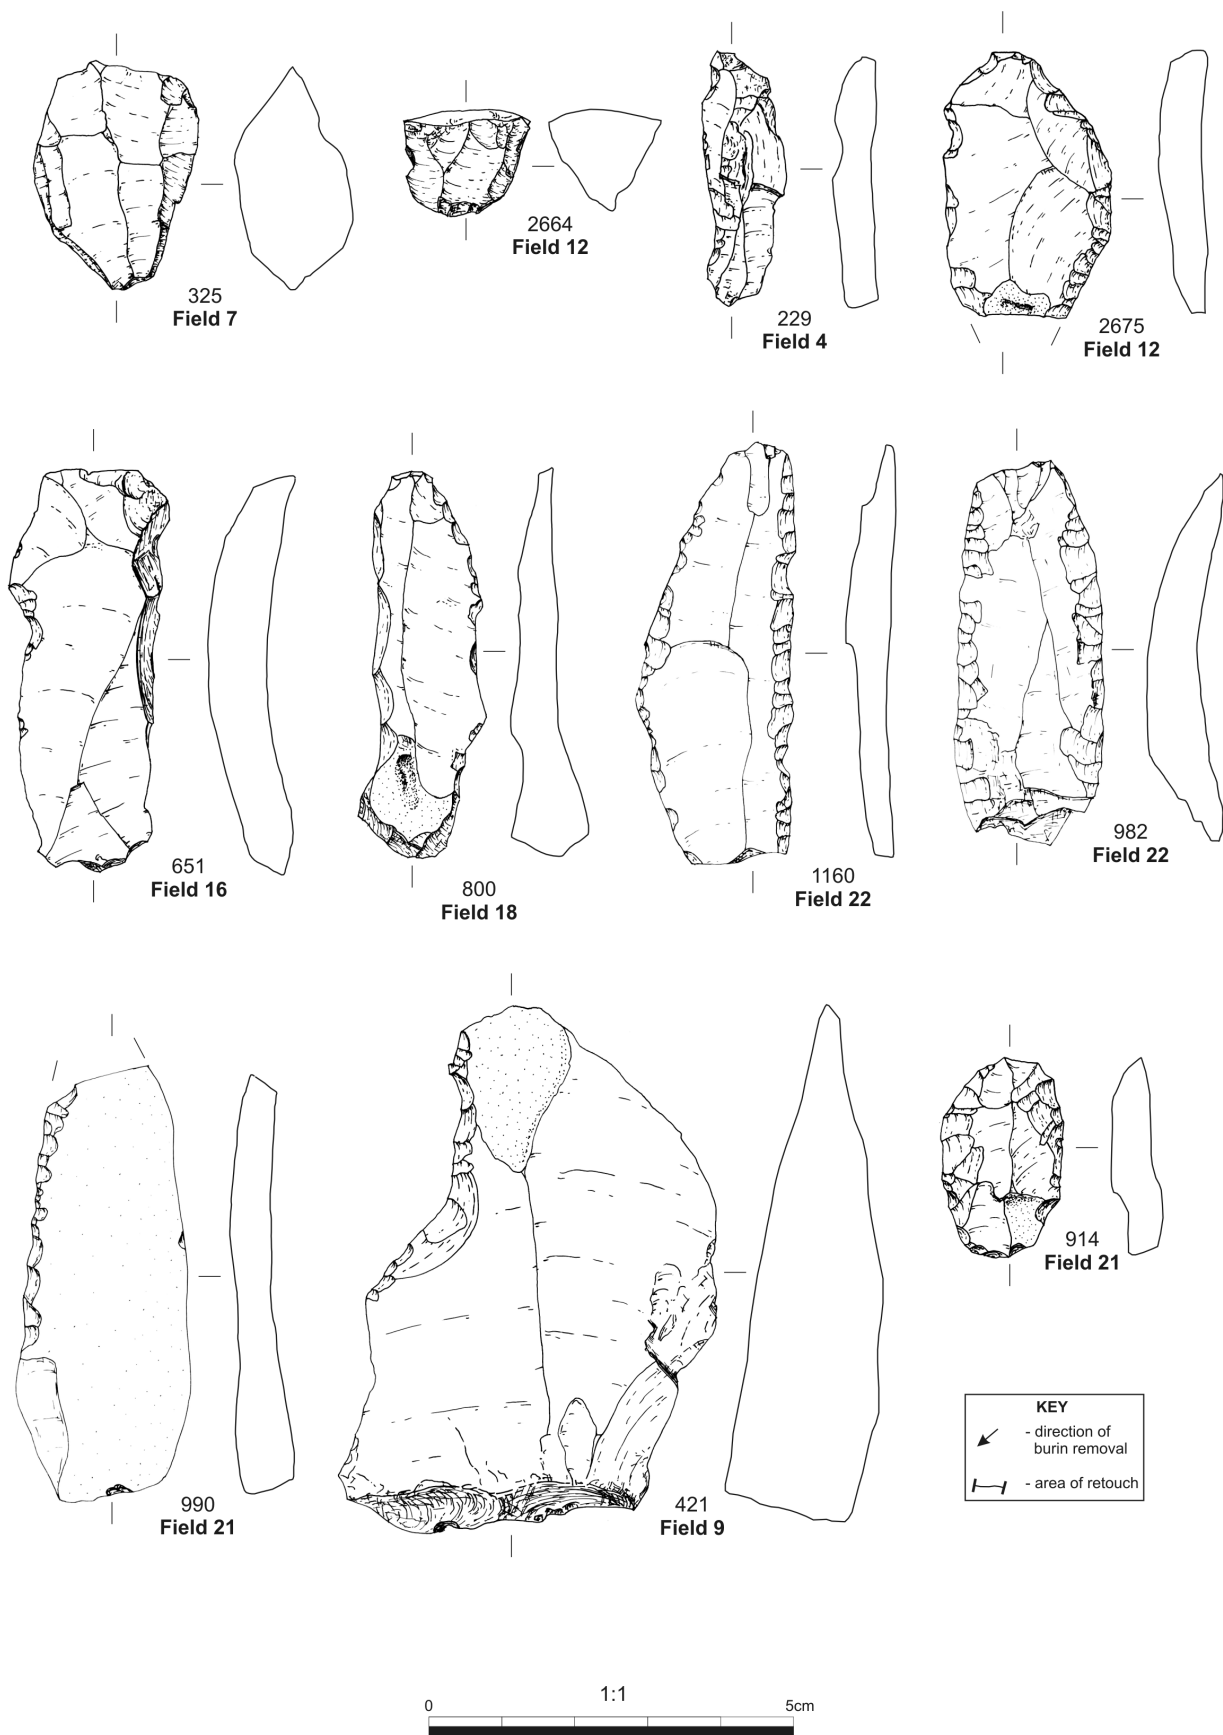 325
Field 7
2664
Field 12
229
Field 4
2675
Field 12
651
Field 16
800
Field 18
1160
Field 22
982
Field 22
990
Field 21
421
Field 9
914
Field 21
KEY
- direction of
burin removal
- area of retouch
1:1
0 5cm